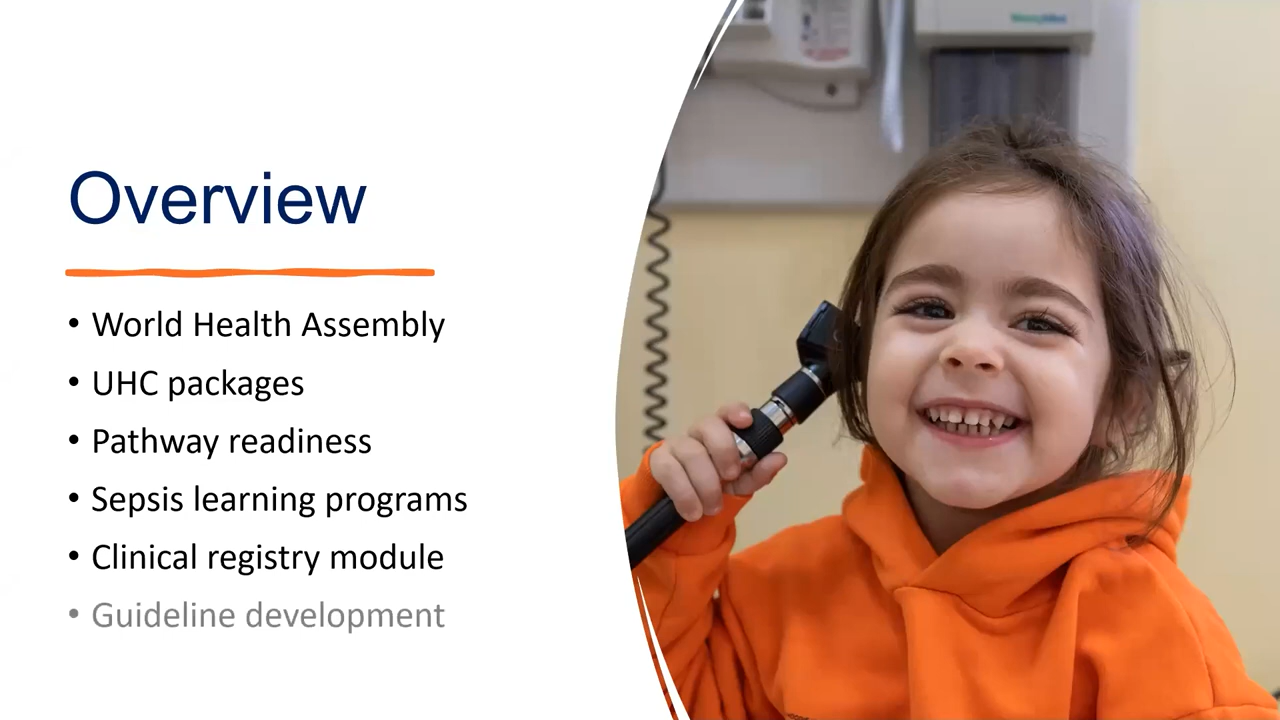 Overview
• World Health Assembly
• UHC packages
• Pathway readiness
• Sepsis learning programs
• Clinical registry module
• Guideline development